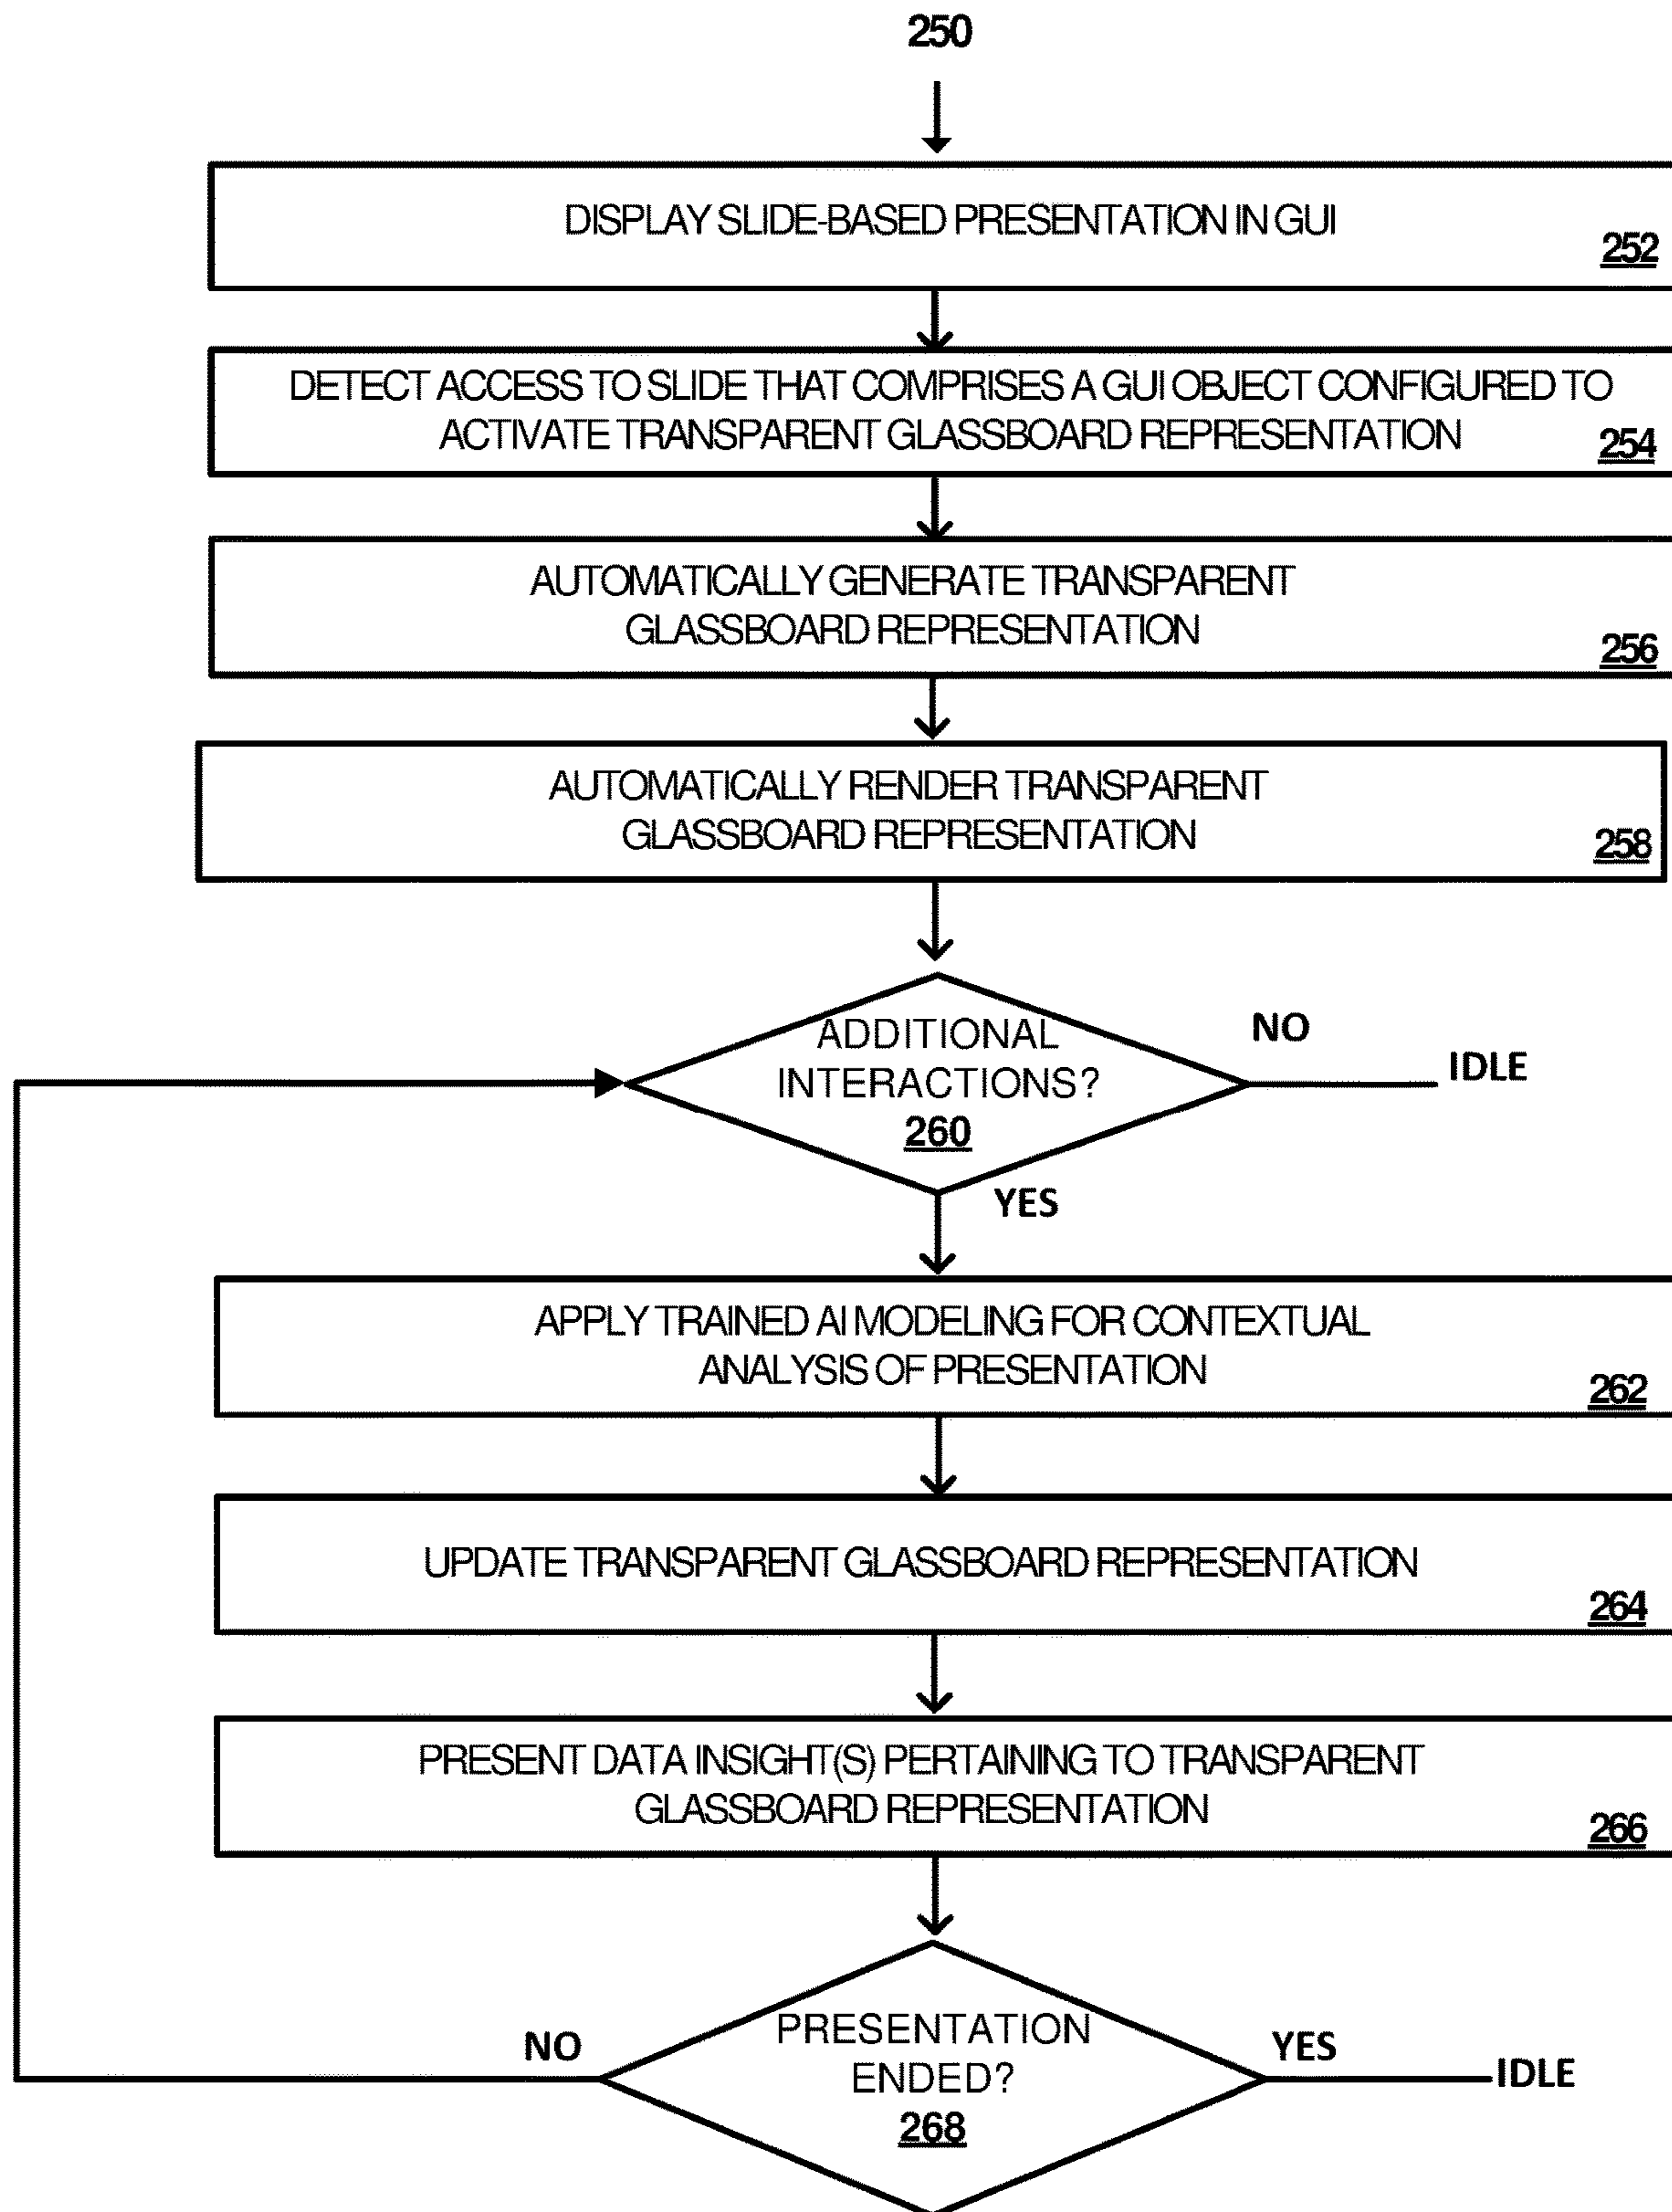 250
DISPLAY SLIDE-BASED PRESENTATION IN GUI
252
DETECT ACCESS TO SLIDE THAT COMPRISES A GUI OBJECT CONFIGURED TO
ACTIVATE TRANSPARENT GLASSBOARD REPRESENTATION
254
AUTOMATICALLY GENERATE TRANSPARENT
GLASSBOARD REPRESENTATION
256
AUTOMATICALLY RENDER TRANSPARENT
GLASSBOARD REPRESENTATION
258
ADDITIONAL
INTERACTIONS?
260
NO
IDLE
YES
APPLY TRAINED AI MODELING FOR CONTEXTUAL
ANALYSIS OF PRESENTATION
262
UPDATE TRANSPARENT GLASSBOARD REPRESENTATION
264
PRESENT DATA INSIGHT(S) PERTAINING TO TRANSPARENT
GLASSBOARD REPRESENTATION
266
PRESENTATION
ENDED?
268
NO
YES
IDLE